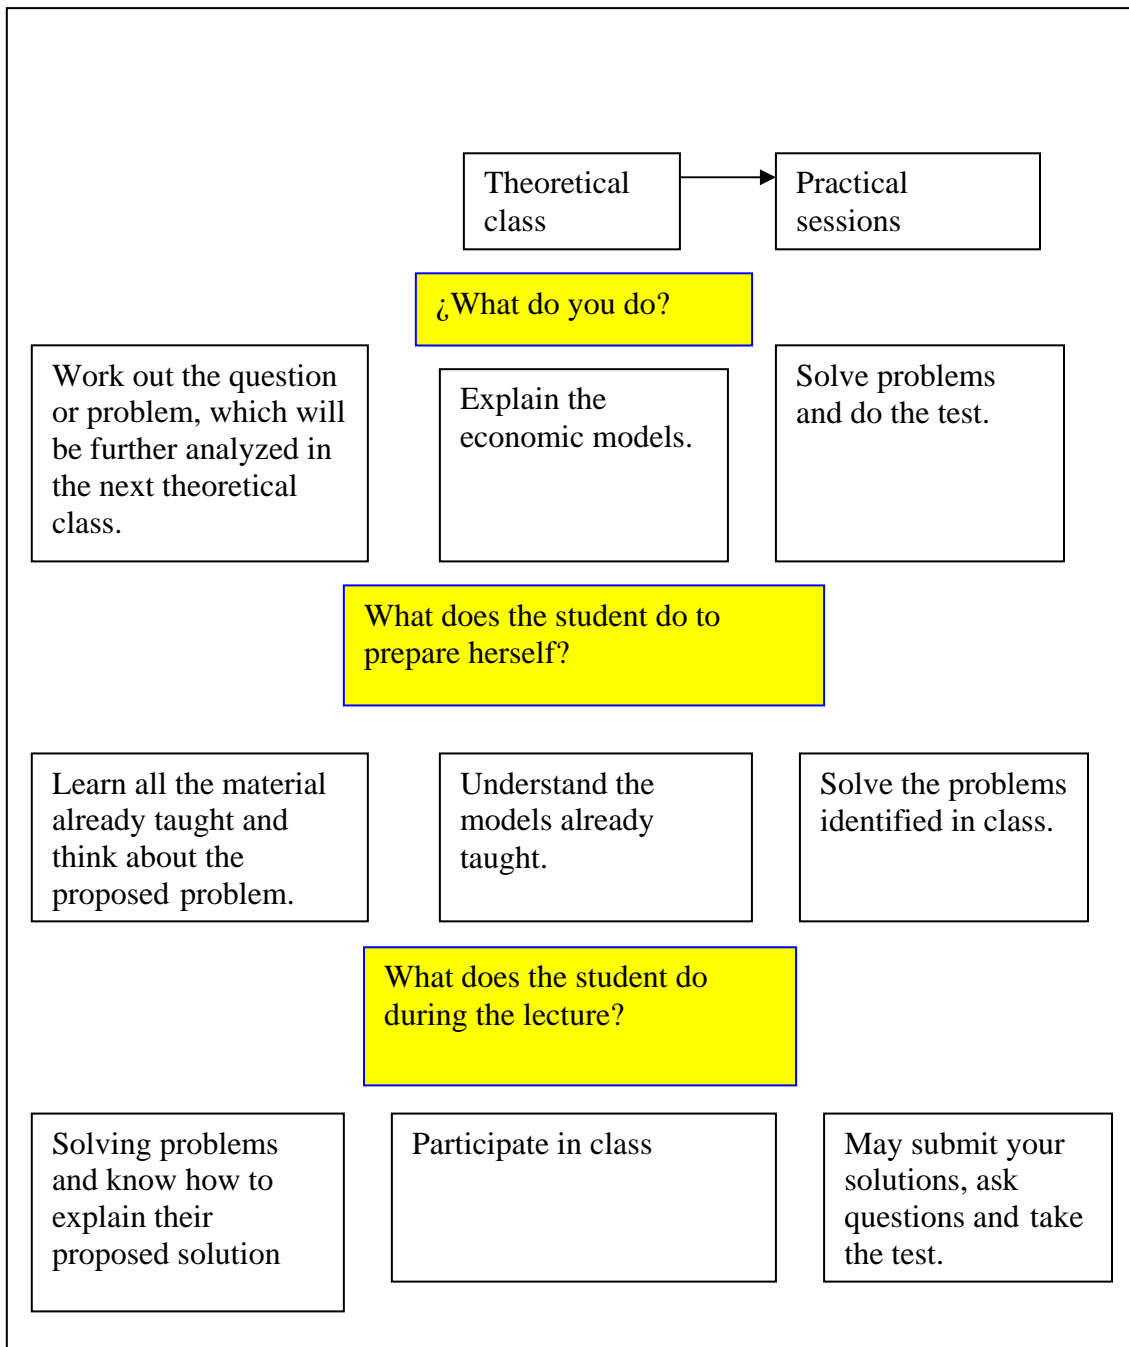 Theoretical
class
Practical
sessions
¿What do you do?
Work out the question
or problem, which will
be further analyzed in
the next theoretical
class.
Explain the
economic models.
Solve problems
and do the test.
What does the student do to
prepare herself?
Learn all the material
already taught and
think about the
proposed problem.
Understand the
models already
taught.
Solve the problems
identified in class.
What does the student do
during the lecture?
Solving problems
and know how to
explain their
proposed solution
Participate in class
May submit your
solutions, ask
questions and take
the test.